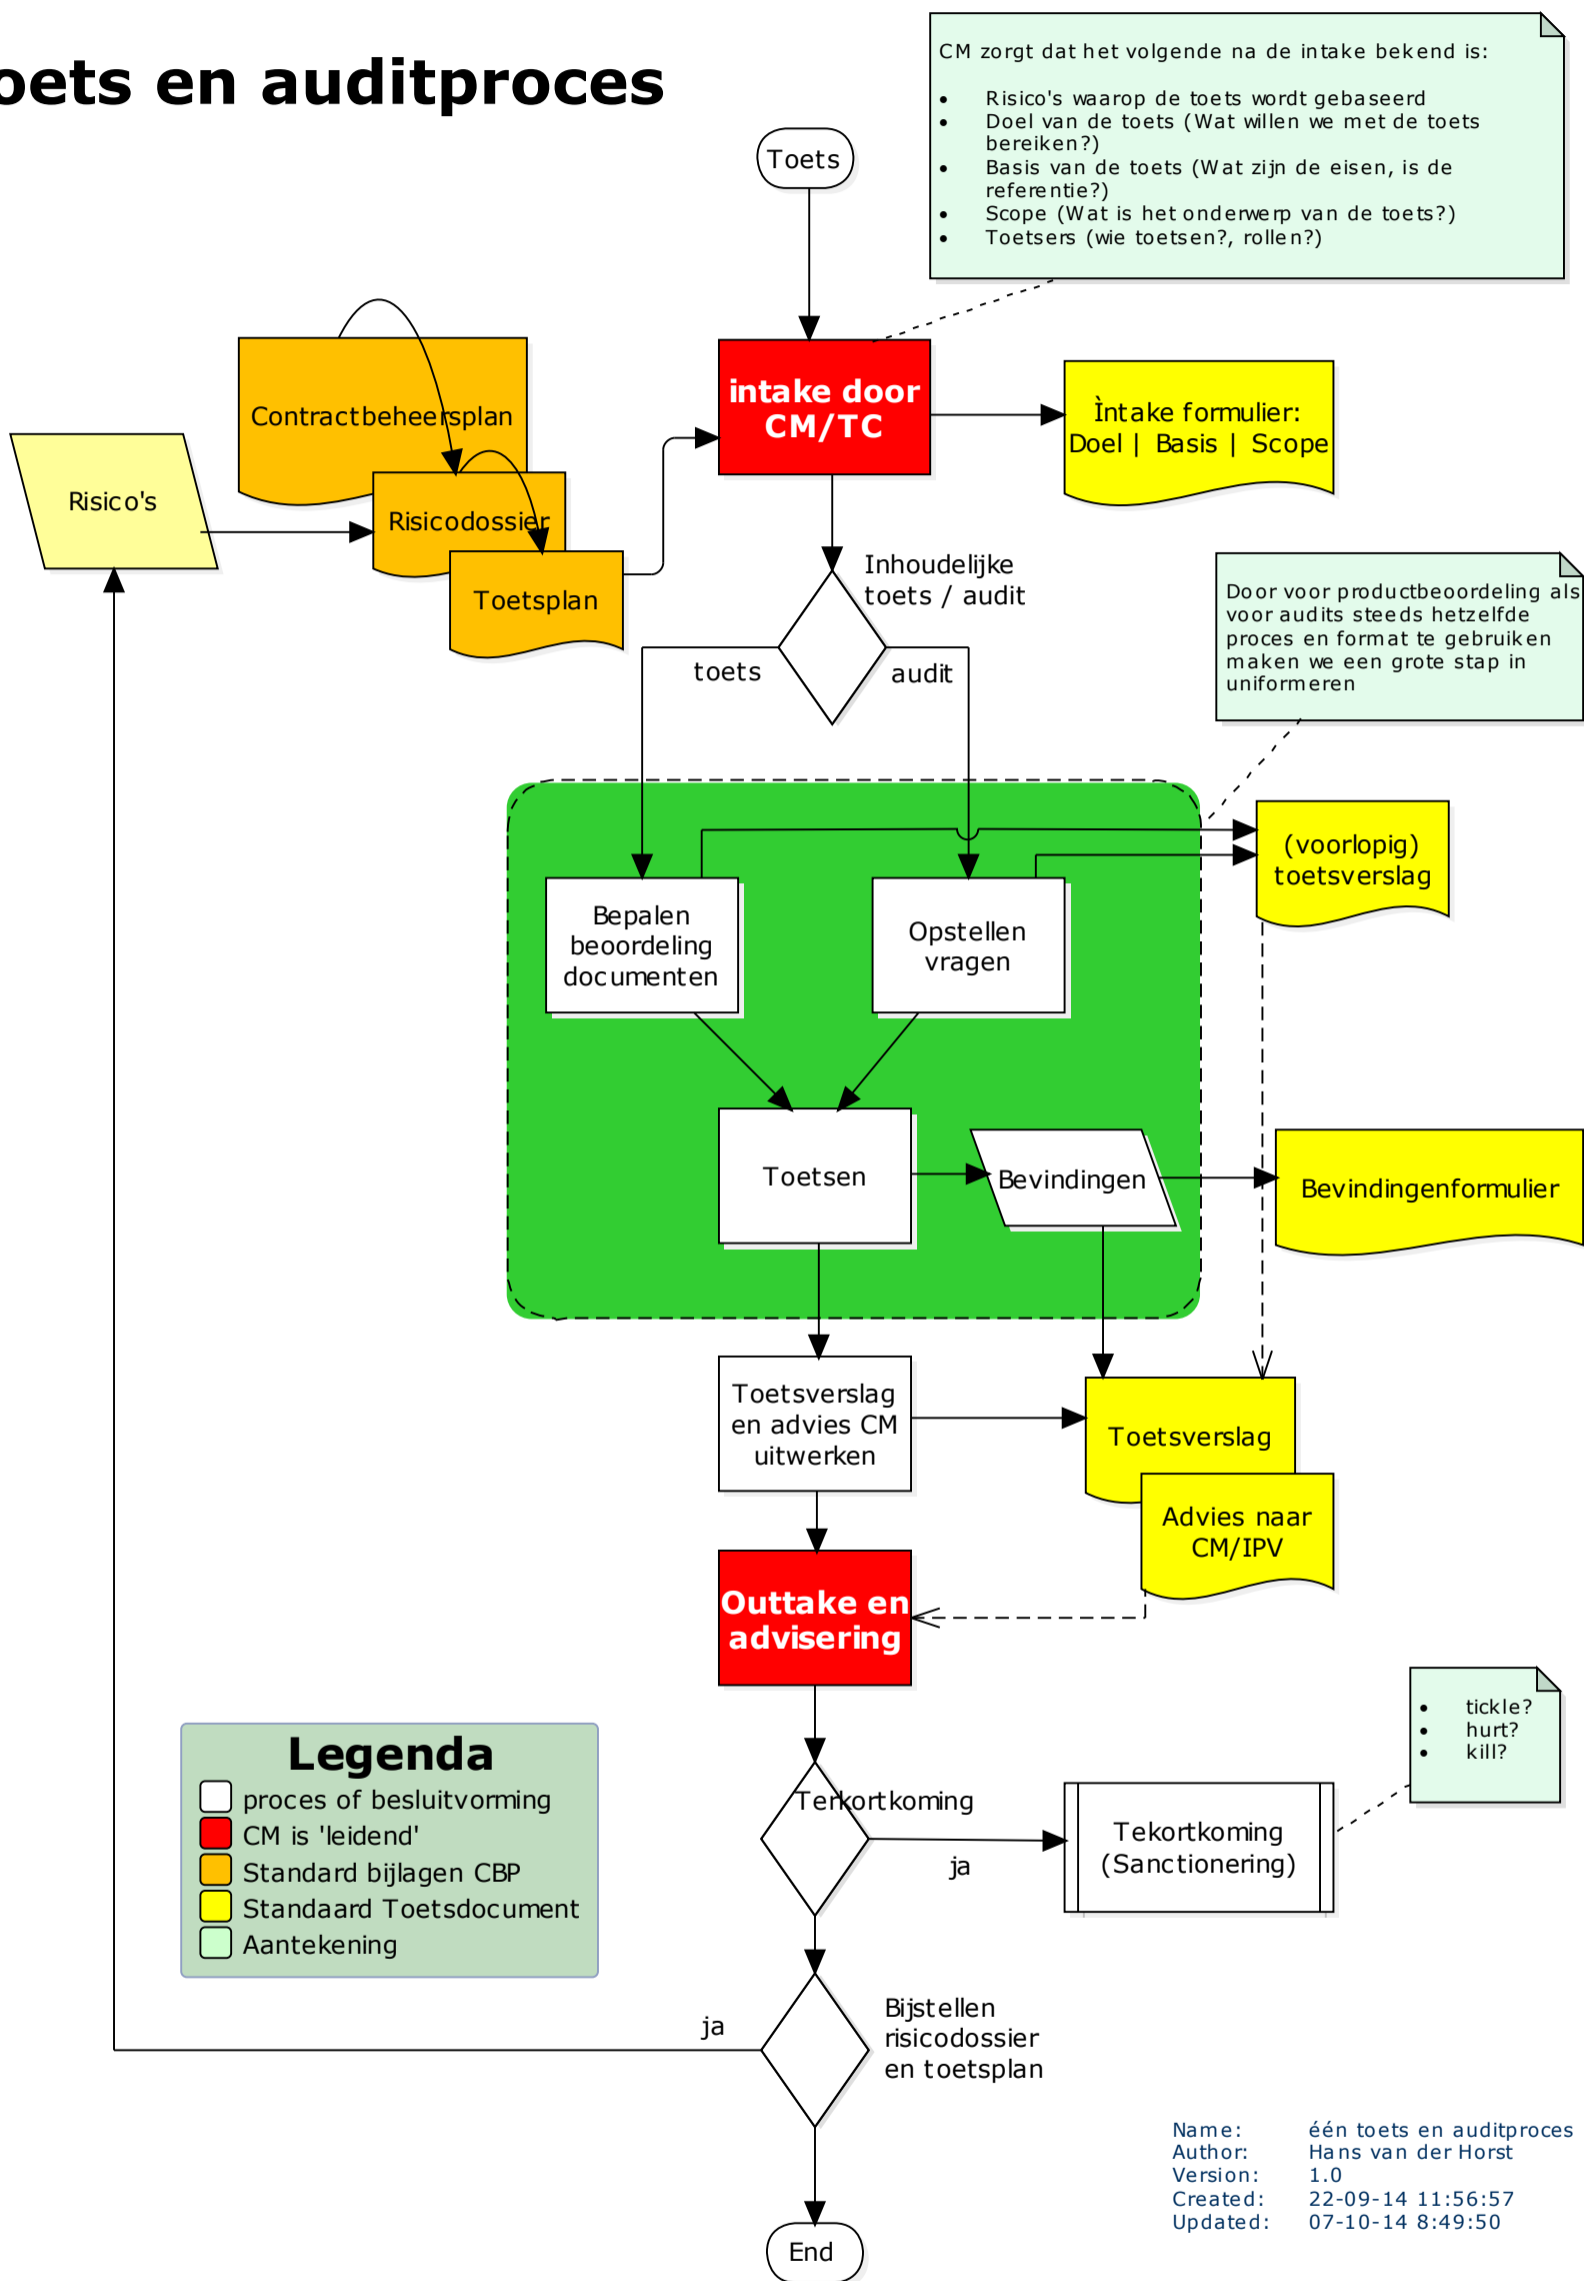 oets en auditproces
CM zorgt dat het volgende na de intake bekend is:
• Risico's waarop de toets wordt gebaseerd
• Doel van de toets (Wat willen we met de toets
bereiken?)
• Basis van de toets (Wat zijn de eisen, is de
referentie?)
• Scope (Wat is het onderwerp van de toets?)
• Toetsers (wie toetsen?, rollen?)
Toets
intake door
CM/TC
Ìntake formulier:
Doel | Basis | Scope
Contractbeheersplan
Risico's
Risicodossier
Toetsplan
Inhoudelijke
toets / audit
toets
audit
Door voor productbeoordeling als
voor audits steeds hetzelfde
proces en format te gebruiken
maken we een grote stap in
uniformeren
(voorlopig)
toetsverslag
Bepalen
beoordeling
documenten
Opstellen
vragen
Toetsen
Bevindingen
Bevindingenformulier
Toetsverslag
en advies CM
uitwerken
Toetsverslag
Advies naar
CM/IPV
Outtake en
advisering
• tickle?
• hurt?
• kill?
Terkortkoming
ja
Tekortkoming
(Sanctionering)
Legenda
proces of besluitvorming
CM is 'leidend'
Standard bijlagen CBP
Standaard Toetsdocument
Aantekening
ja
Bijstellen
risicodossier
en toetsplan
Name: één toets en auditproces
Author: Hans van der Horst
Version: 1.0
Created: 22-09-14 11:56:57
Updated: 07-10-14 8:49:50
End